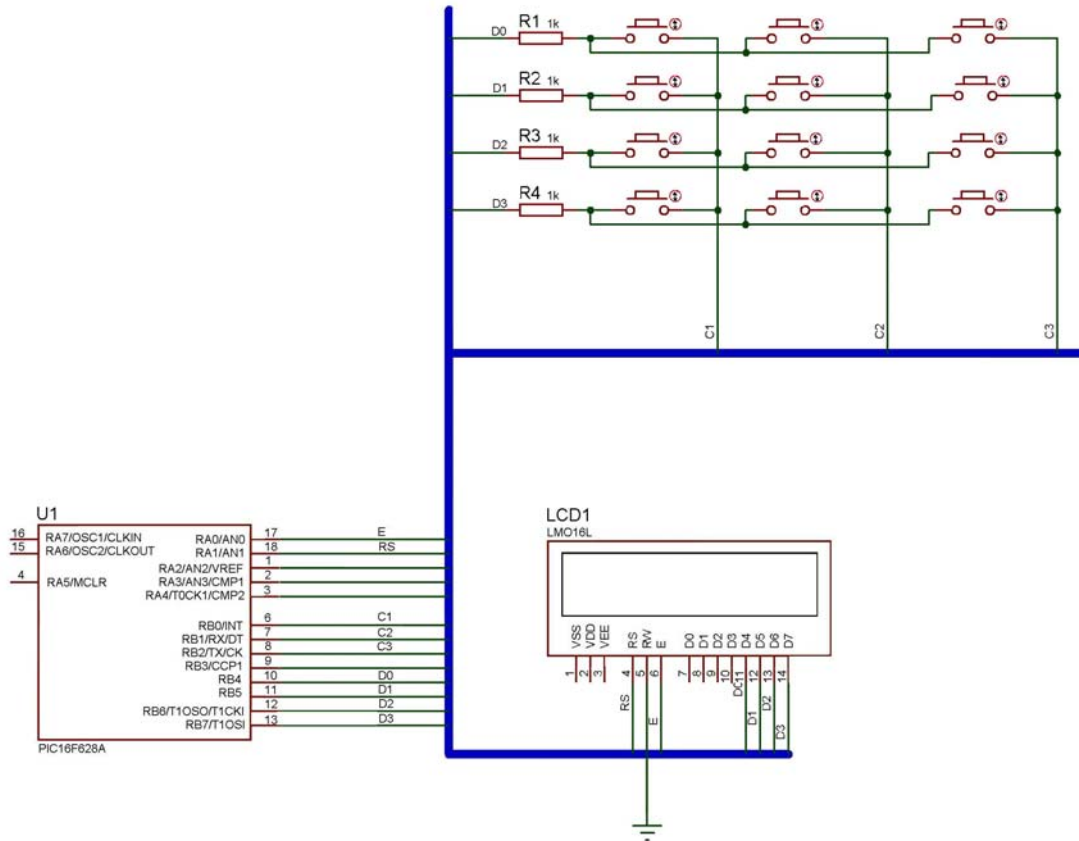 D0 R1 1k
D1 R2 1k
D2 R3 1k
D3 R4 1k
C1 C2 C3
U1
16 RA7/OSC1/CLKIN RA0/AN0 17 E
15 RA6/OSC2/CLKOUT RA1/AN1 18 RS
RA2/AN2/VREF 1
4 RA5/MCLR RA3/AN3/CMP1 2
RA4/T0CK1/CMP2 3
RB0/INT 6 C1
RB1/RX/DT 7 C2
RB2/TX/CK 8 C3
RB3/CCP1 9
RB4 10 D0
RB5 11 D1
RB6/T1OSO/T1CKI 12 D2
RB7/T1OSI 13 D3
PIC16F628A
LCD1
LMO16L
VSS VDD VEE RS RW E D0 D1 D2 D3 D4 D5 D6 D7
1 2 3 4 5 6 7 8 9 10 11 12 13 14
RS E D0 D1 D2 D3